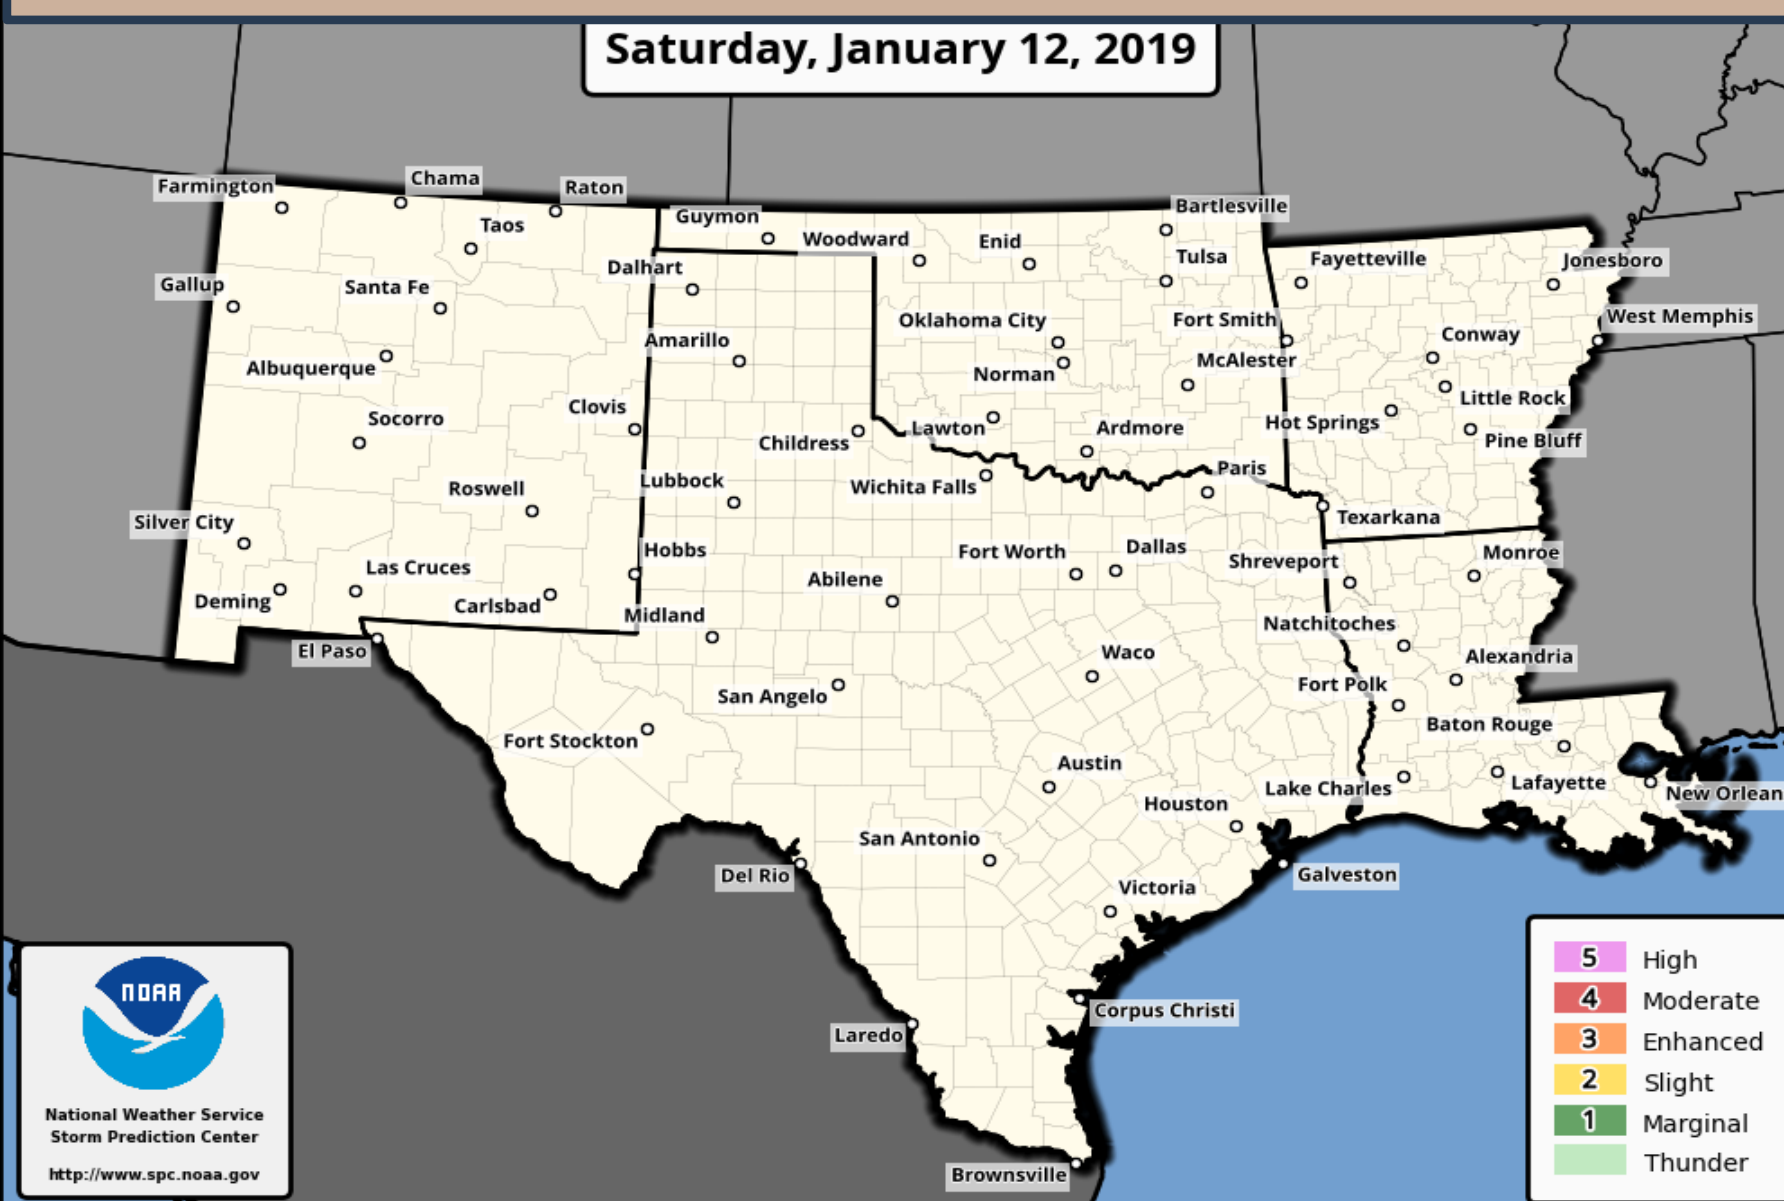 Saturday, January 12, 2019
Farmington
Chama
Raton
Taos
Guymon
Woodward
Enid
Bartlesville
Tulsa
Fayetteville
Jonesboro
Gallup
Santa Fe
Dalhart
Oklahoma City
Fort Smith
West Memphis
Conway
Albuquerque
Amarillo
Norman
McAlester
Little Rock
Socorro
Clovis
Childress
Lawton
Ardmore
Hot Springs
Pine Bluff
Roswell
Lubbock
Wichita Falls
Paris
Texarkana
Silver City
Hobbs
Fort Worth
Dallas
Shreveport
Monroe
Las Cruces
Abilene
Deming
Carlsbad
Midland
Natchitoches
El Paso
Waco
Alexandria
San Angelo
Fort Polk
Fort Stockton
Baton Rouge
Austin
Lake Charles
Lafayette
New Orlean
Houston
San Antonio
Del Rio
Galveston
Victoria
Corpus Christi
Laredo
Brownsville
NOAA
National Weather Service
Storm Prediction Center
http://www.spc.noaa.gov
5 High
4 Moderate
3 Enhanced
2 Slight
1 Marginal
Thunder